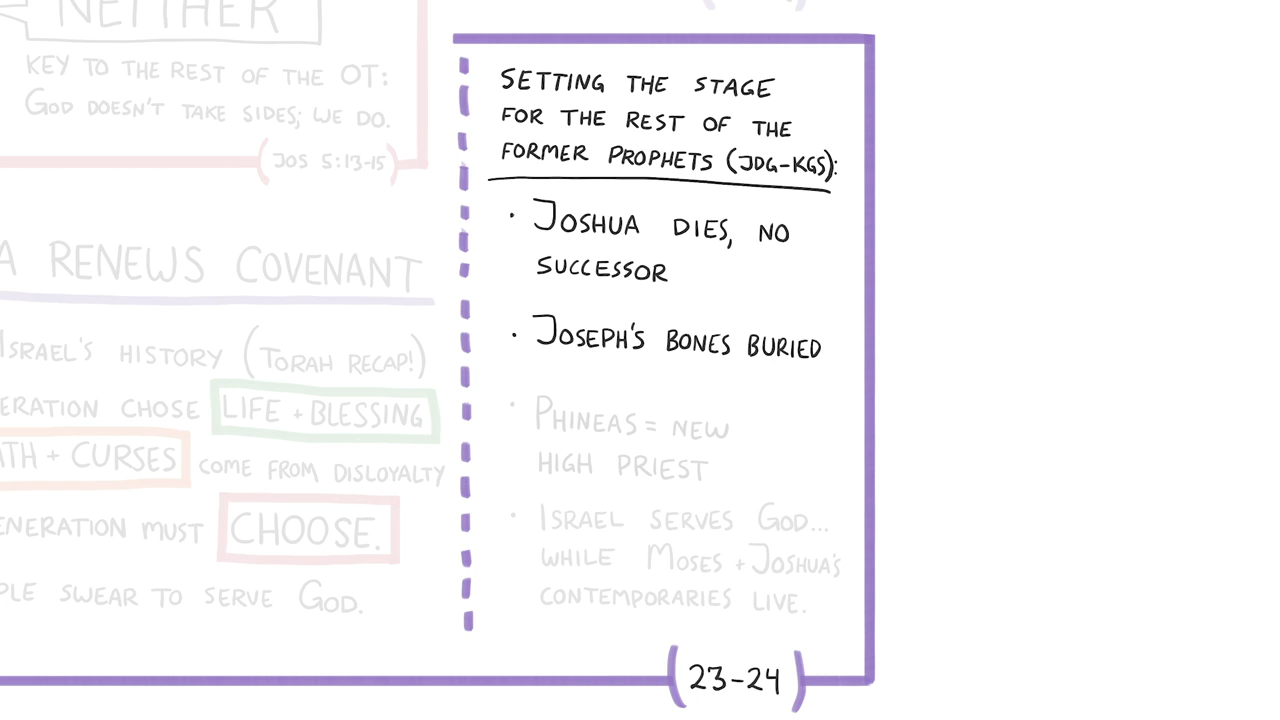 NEITHER
KEY TO THE REST OF THE OT:
GOD DOESN'T TAKE SIDES; WE DO.
(JOS 5:13-15)
A RENEWS COVENANT
ISRAEL'S HISTORY (TORAH RECAP!)
ERATION CHOSE LIFE + BLESSING
ATH + CURSES COME FROM DISLOYALTY
ENERATION MUST CHOOSE.
PLE SWEAR TO SERVE GOD.
SETTING THE STAGE
FOR THE REST OF THE
FORMER PROPHETS (JDG-KGS):
• JOSHUA DIES, NO
SUCCESSOR
• JOSEPH'S BONES BURIED
• PHINEAS = NEW
HIGH PRIEST
• ISRAEL SERVES GOD...
WHILE MOSES + JOSHUA'S
CONTEMPORARIES LIVE.
(23-24)